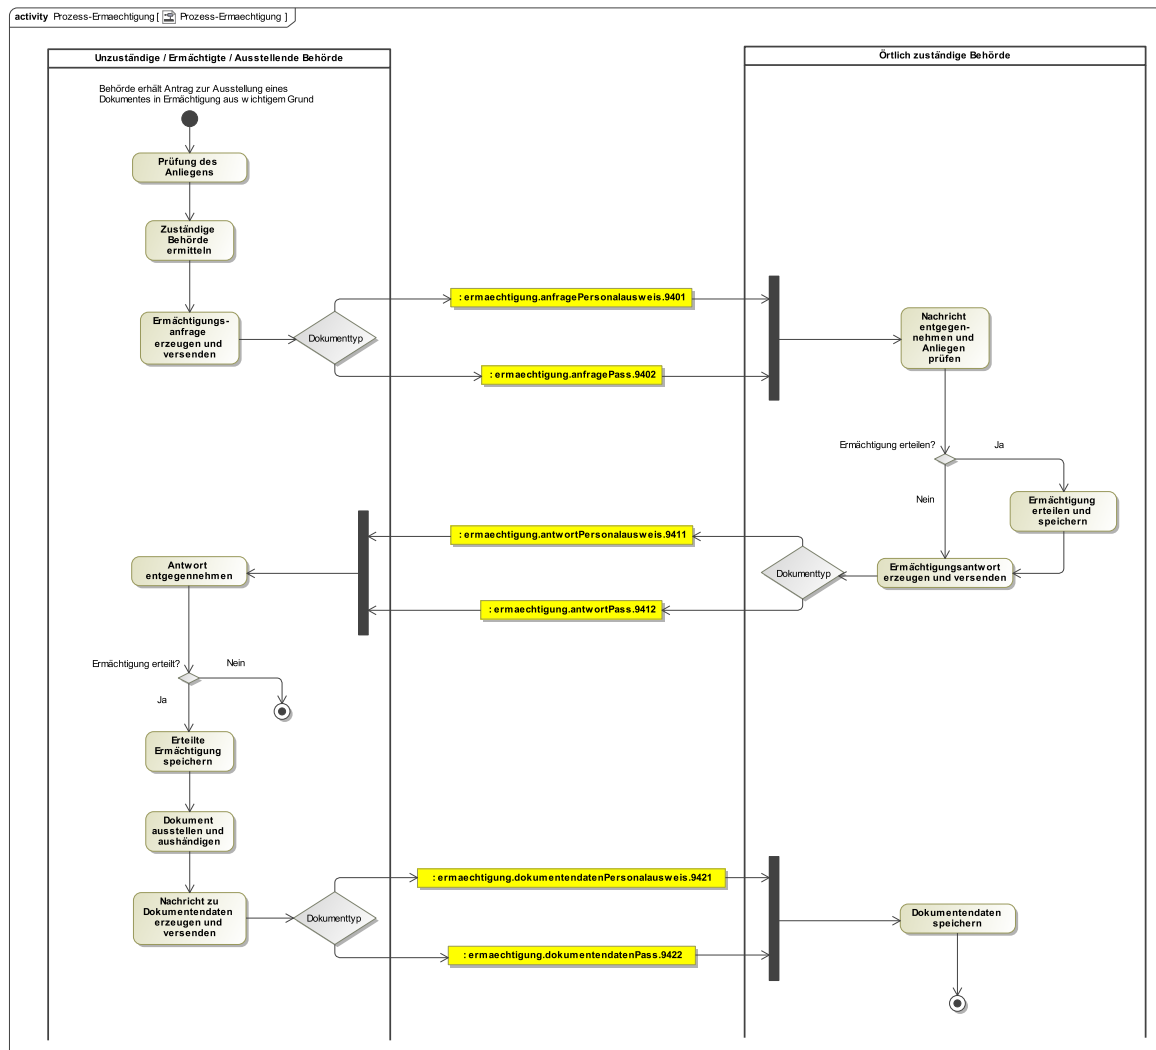 activity Prozess-Ermaechtigung [ Prozess-Ermaechtigung ]
Unzuständige / Ermächtigte / Ausstellende Behörde
Örtlich zuständige Behörde
Behörde erhält Antrag zur Ausstellung eines
Dokumentes in Ermächtigung aus wichtigem Grund
Prüfung des
Anliegens
Zuständige
Behörde
ermitteln
Ermächtigungs-
anfrage
erzeugen und
versenden
Dokumenttyp
: ermaechtigung.anfragePersonalausweis.9401
: ermaechtigung.anfragePass.9402
Nachricht
entgegen-
nehmen und
Anliegen
prüfen
Ermächtigung erteilen?
Ja
Nein
Ermächtigung
erteilen und
speichern
Ermächtigungsantwort
erzeugen und versenden
Dokumenttyp
: ermaechtigung.antwortPersonalausweis.9411
: ermaechtigung.antwortPass.9412
Antwort
entgegennehmen
Ermächtigung erteilt?
Nein
Ja
Erteilte
Ermächtigung
speichern
Dokument
ausstellen und
aushändigen
Nachricht zu
Dokumentendaten
erzeugen und
versenden
Dokumenttyp
: ermaechtigung.dokumentendatenPersonalausweis.9421
: ermaechtigung.dokumentendatenPass.9422
Dokumentendaten
speichern